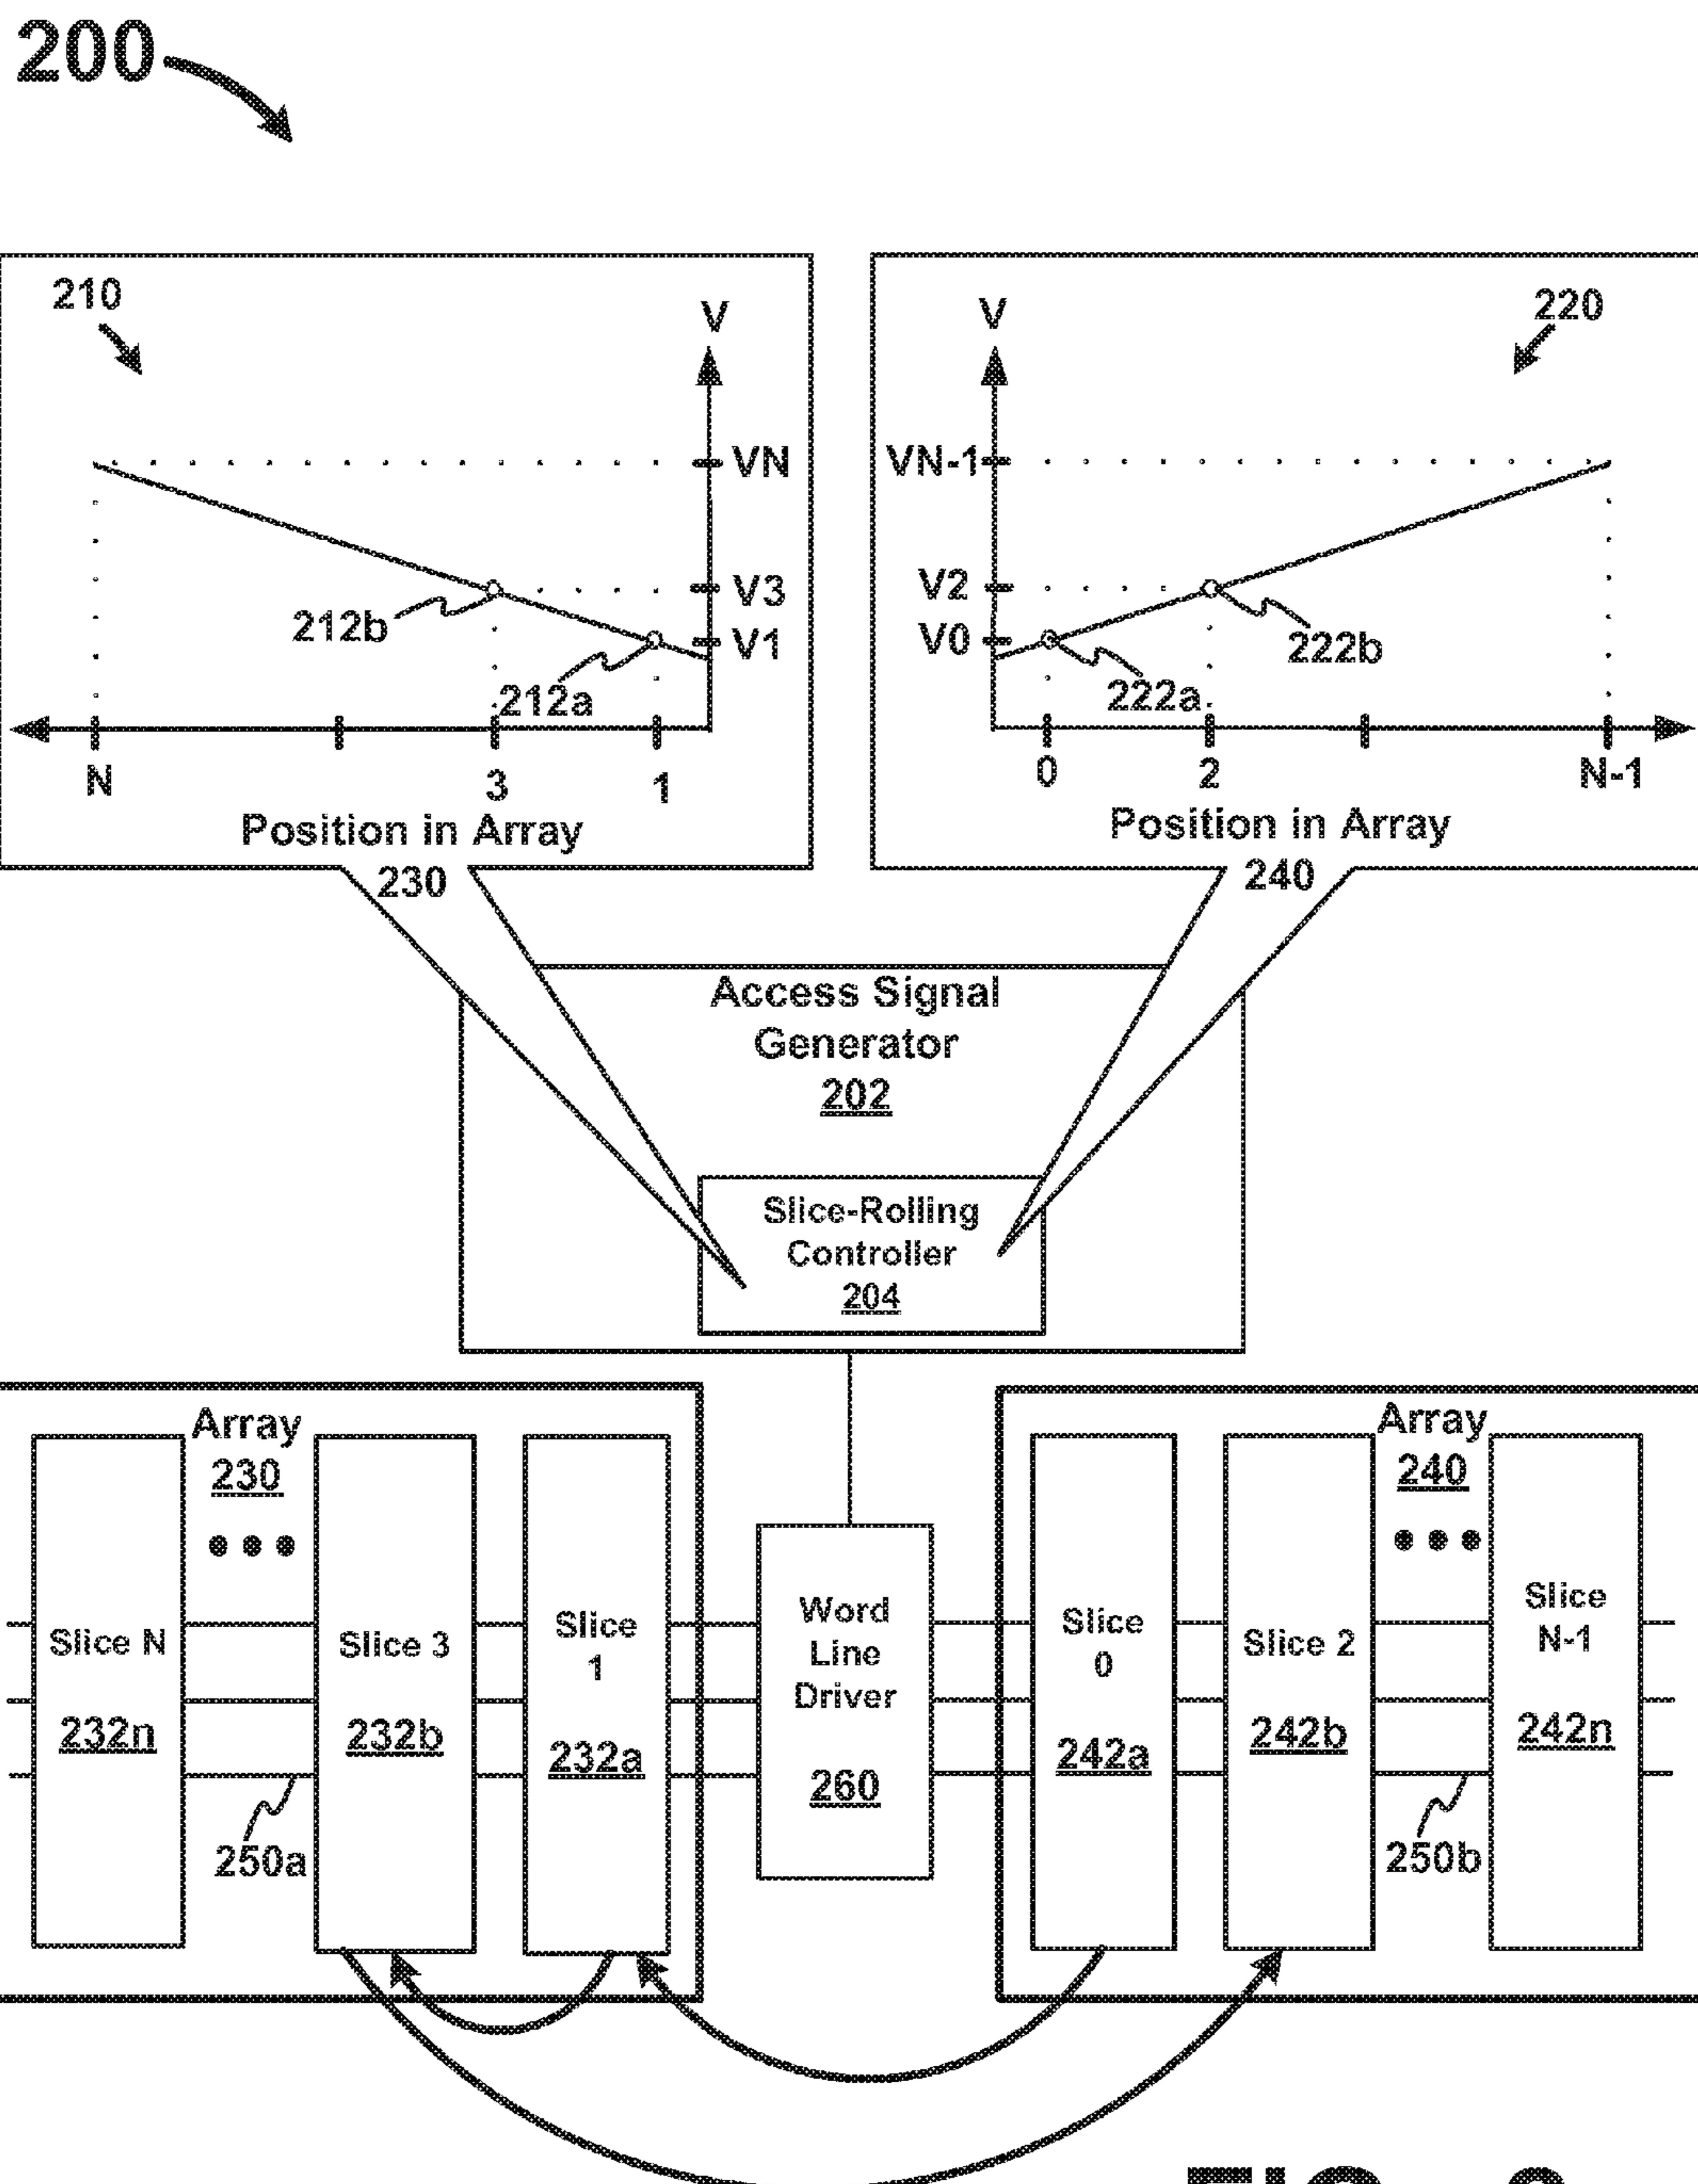 200
210
V
VN
V3
V1
212b
212a
N
3
1
Position in Array
230
220
V
VN-1
V2
V0
222b
222a
0
2
N-1
Position in Array
240
Access Signal
Generator
202
Slice-Rolling
Controller
204
Array
230
Slice N
232n
Slice 3
232b
Slice
1
232a
250a
Word
Line
Driver
260
Array
240
Slice
0
242a
Slice 2
242b
Slice
N-1
242n
250b